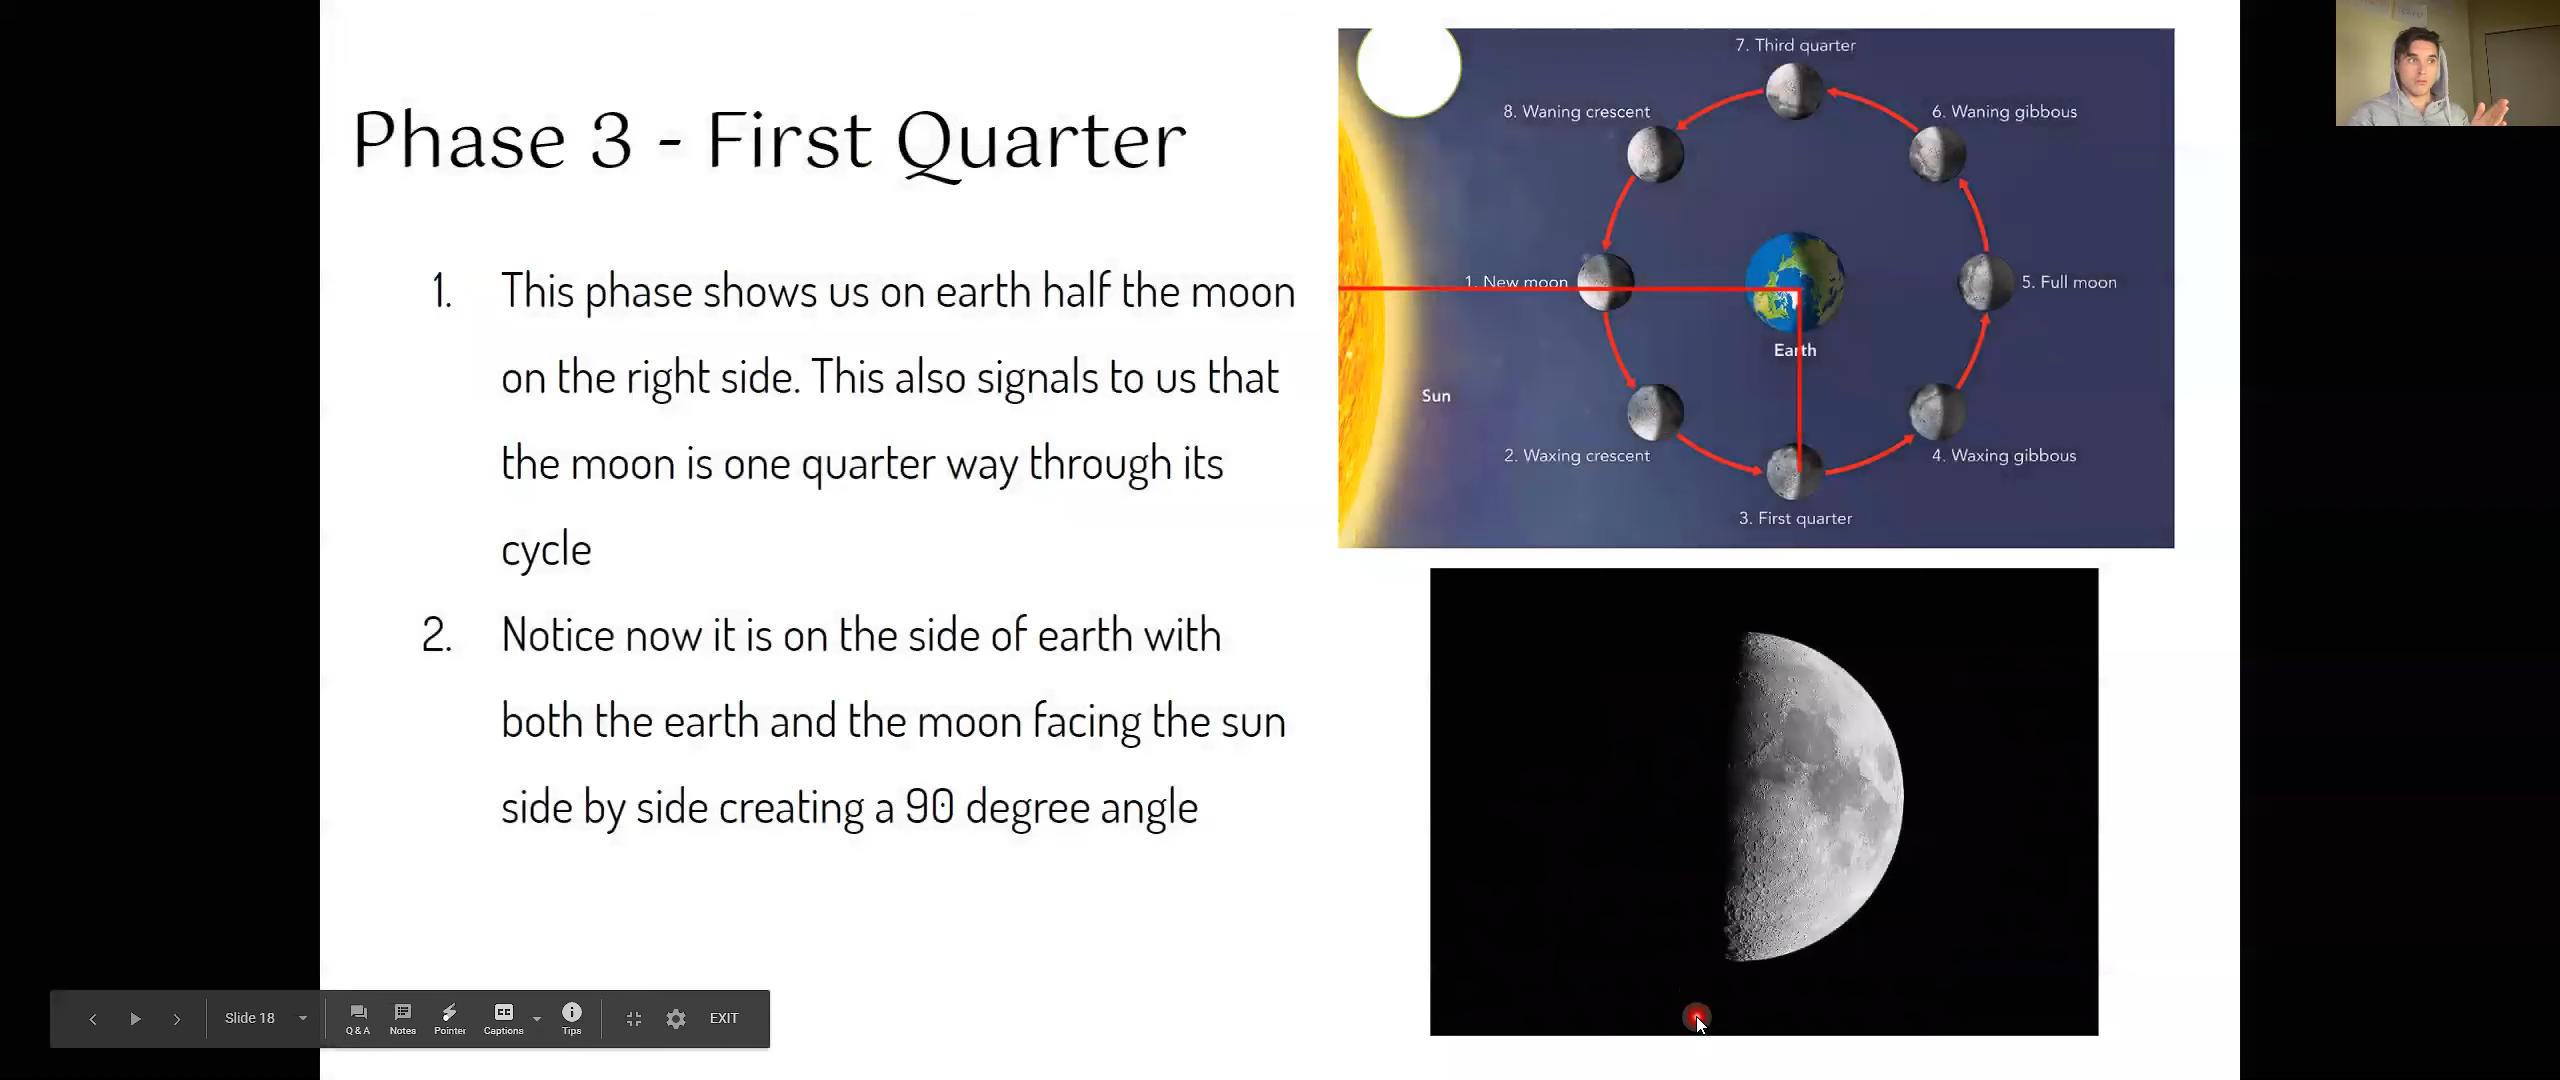 Phase 3 - First Quarter
1. This phase shows us on earth half the moon
on the right side. This also signals to us that
the moon is one quarter way through its
cycle
2. Notice now it is on the side of earth with
both the earth and the moon facing the sun
side by side creating a 90 degree angle
7. Third quarter
8. Waning crescent
6. Waning gibbous
1. New moon
5. Full moon
Earth
Sun
2. Waxing crescent
4. Waxing gibbous
3. First quarter
Slide 18
Q & A
Notes
Pointer
Captions
Tips
EXIT